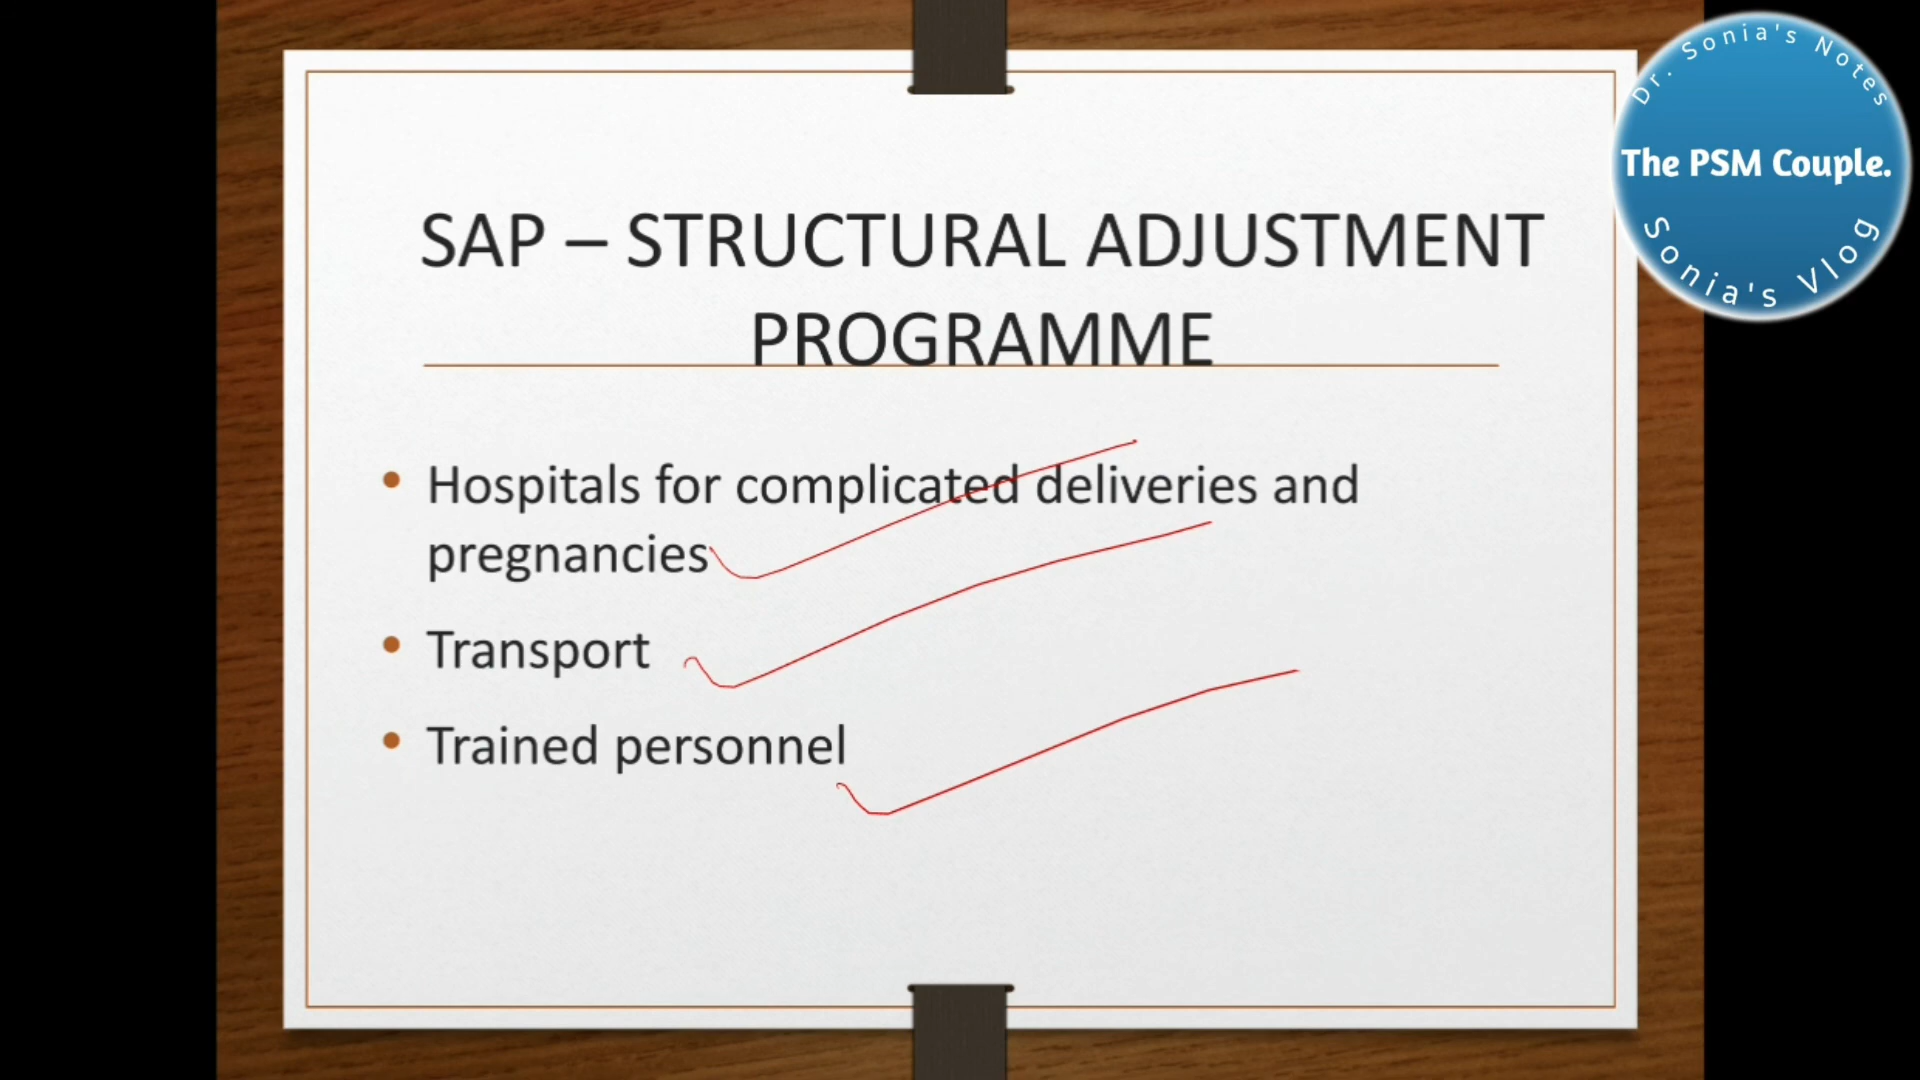 SAP – STRUCTURAL ADJUSTMENT
PROGRAMME
• Hospitals for complicated deliveries and
pregnancies
• Transport
• Trained personnel
Dr. Sonia's Notes
The PSM Couple.
Sonia's Vlog